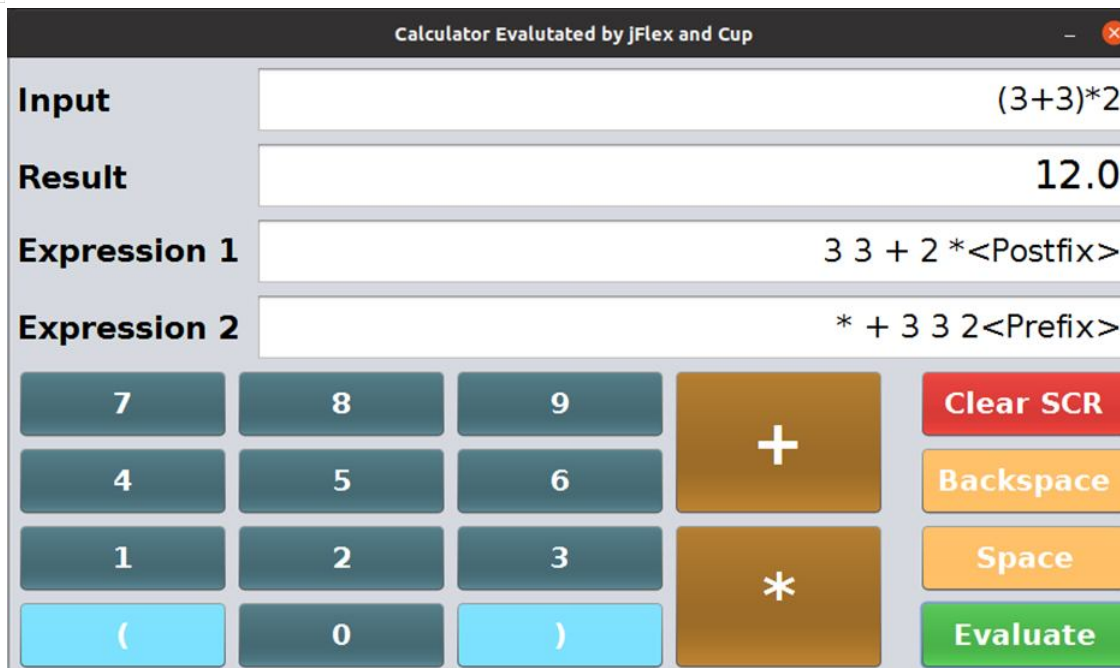 Calculator Evalutated by jFlex and Cup
Input (3+3)*2
Result 12.0
Expression 1 3 3 + 2 *<Postfix>
Expression 2 * + 3 3 2<Prefix>
7 8 9 + Clear SCR
4 5 6 Backspace
1 2 3 * Space
( 0 ) Evaluate